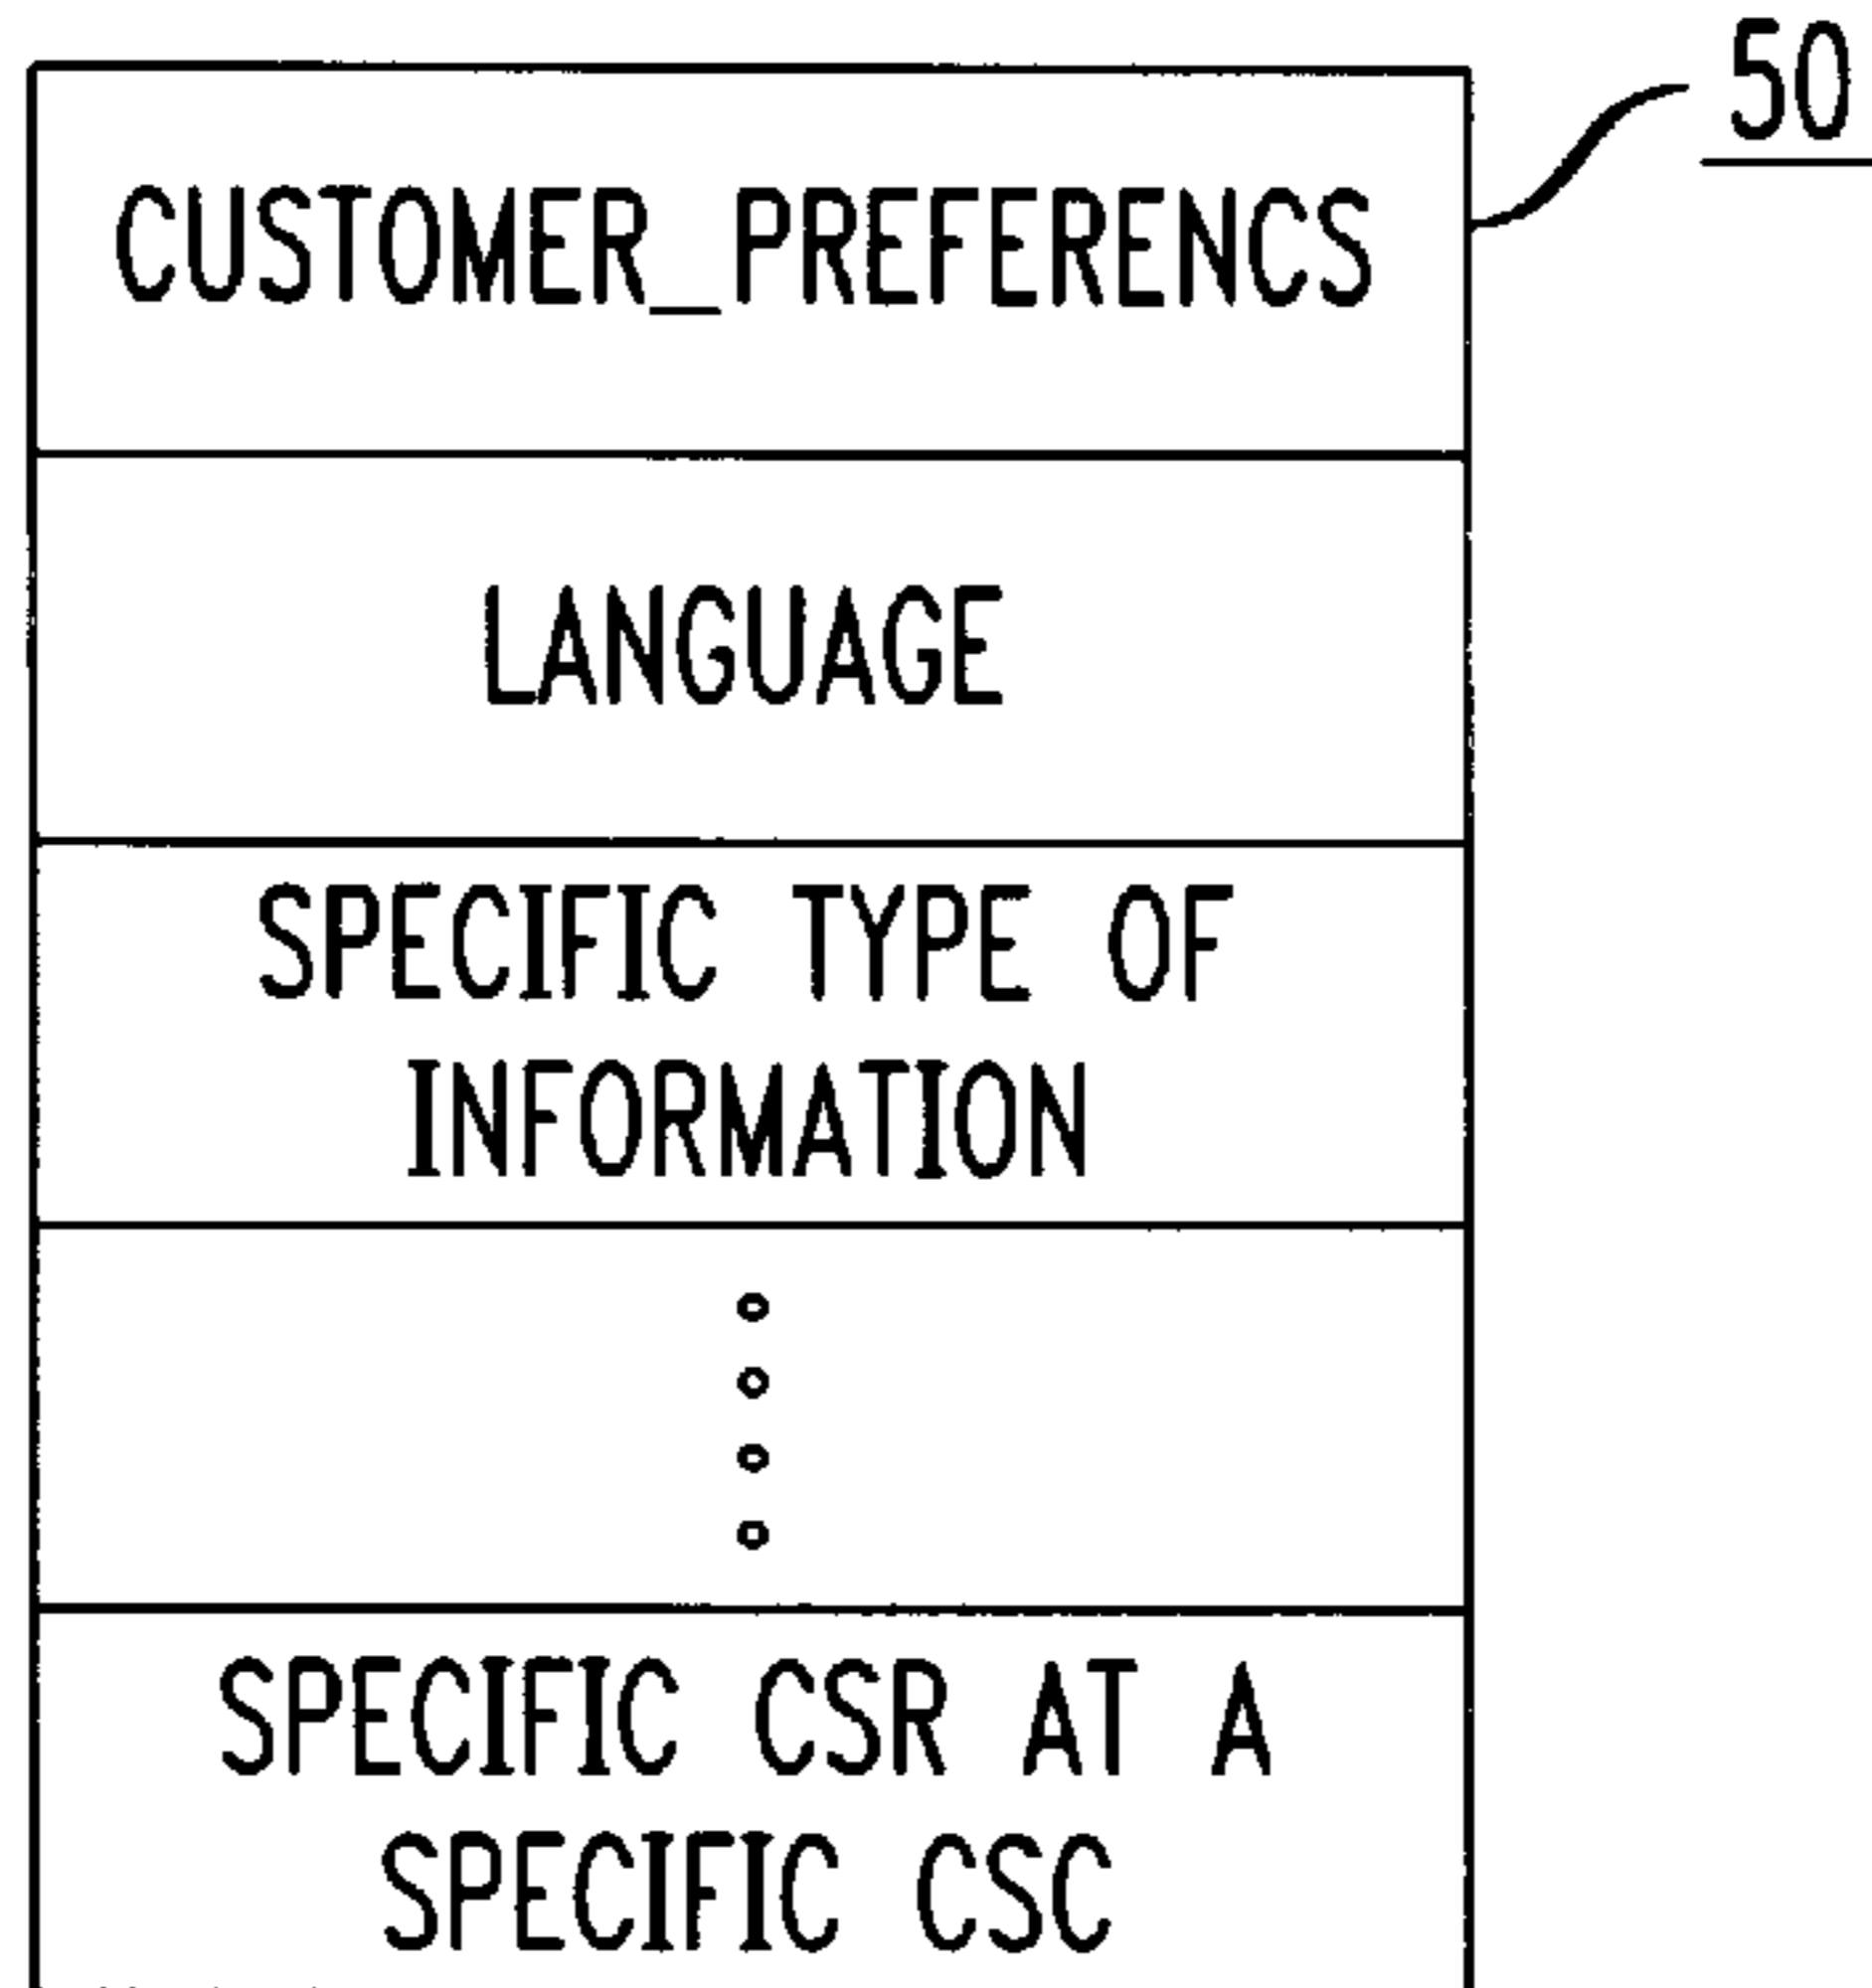 50
CUSTOMER_PREFERENCS
LANGUAGE
SPECIFIC TYPE OF
INFORMATION
SPECIFIC CSR AT A
SPECIFIC CSC